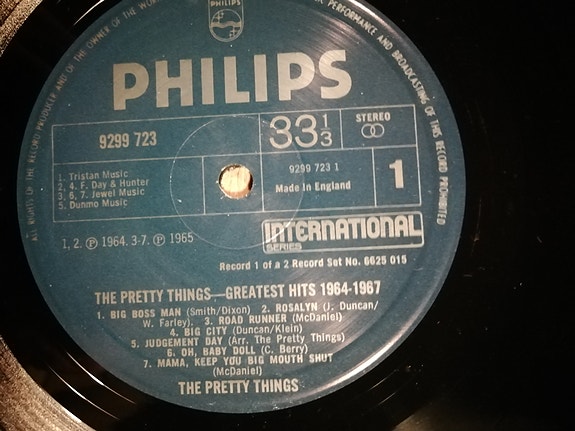 PHILIPS
PHILIPS
9299 723
33 1/3
STEREO
1. Tristan Music
2, 4. F. Day & Hunter
3, 6, 7. Jewel Music
5. Dunmo Music
9299 723 1
Made in England
1
1, 2. Ⓟ 1964. 3-7. Ⓟ 1965
INTERNATIONAL
SERIES
Record 1 of a 2 Record Set No. 6625 015
THE PRETTY THINGS—GREATEST HITS 1964-1967
1. BIG BOSS MAN (Smith/Dixon) 2. ROSALYN (J. Duncan/
W. Farley). 3. ROAD RUNNER (McDaniel)
4. BIG CITY (Duncan/Klein)
5. JUDGEMENT DAY (Arr. The Pretty Things)
6. OH, BABY DOLL (C. Berry)
7. MAMA, KEEP YOU BIG MOUTH SHUT
(McDaniel)
THE PRETTY THINGS
ALL RIGHTS OF THE RECORD PRODUCER AND OF THE OWNER OF THE
PERFORMANCE AND BROADCASTING OF THIS RECORD PROHIBITED